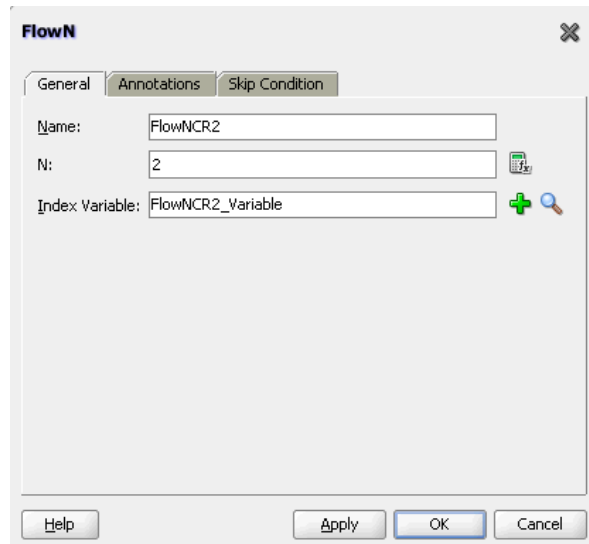 FlowN
General Annotations Skip Condition
Name: FlowNCR2
N: 2
Index Variable: FlowNCR2_Variable
Help Apply OK Cancel